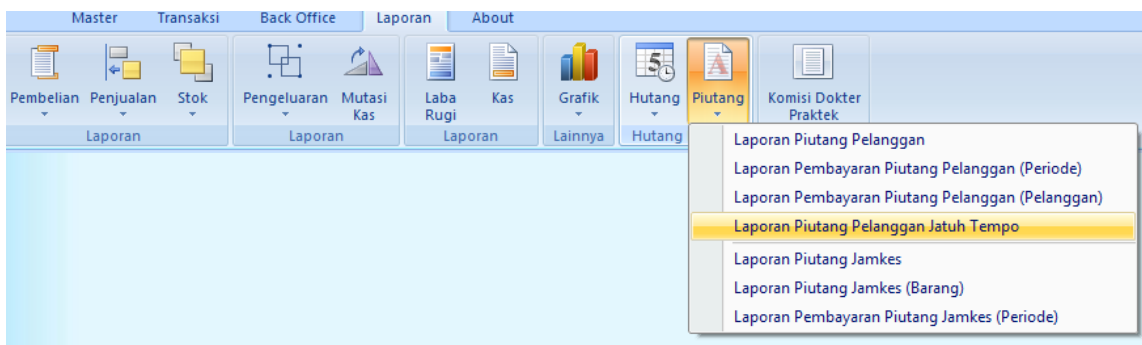 Master Transaksi Back Office Laporan About
Pembelian Penjualan Stok Pengeluaran Mutasi Kas Laba Rugi Kas Grafik Hutang Piutang Komisi Dokter Praktek
Laporan Laporan Laporan Lainnya Hutang
Laporan Piutang Pelanggan
Laporan Pembayaran Piutang Pelanggan (Periode)
Laporan Pembayaran Piutang Pelanggan (Pelanggan)
Laporan Piutang Pelanggan Jatuh Tempo
Laporan Piutang Jamkes
Laporan Piutang Jamkes (Barang)
Laporan Pembayaran Piutang Jamkes (Periode)